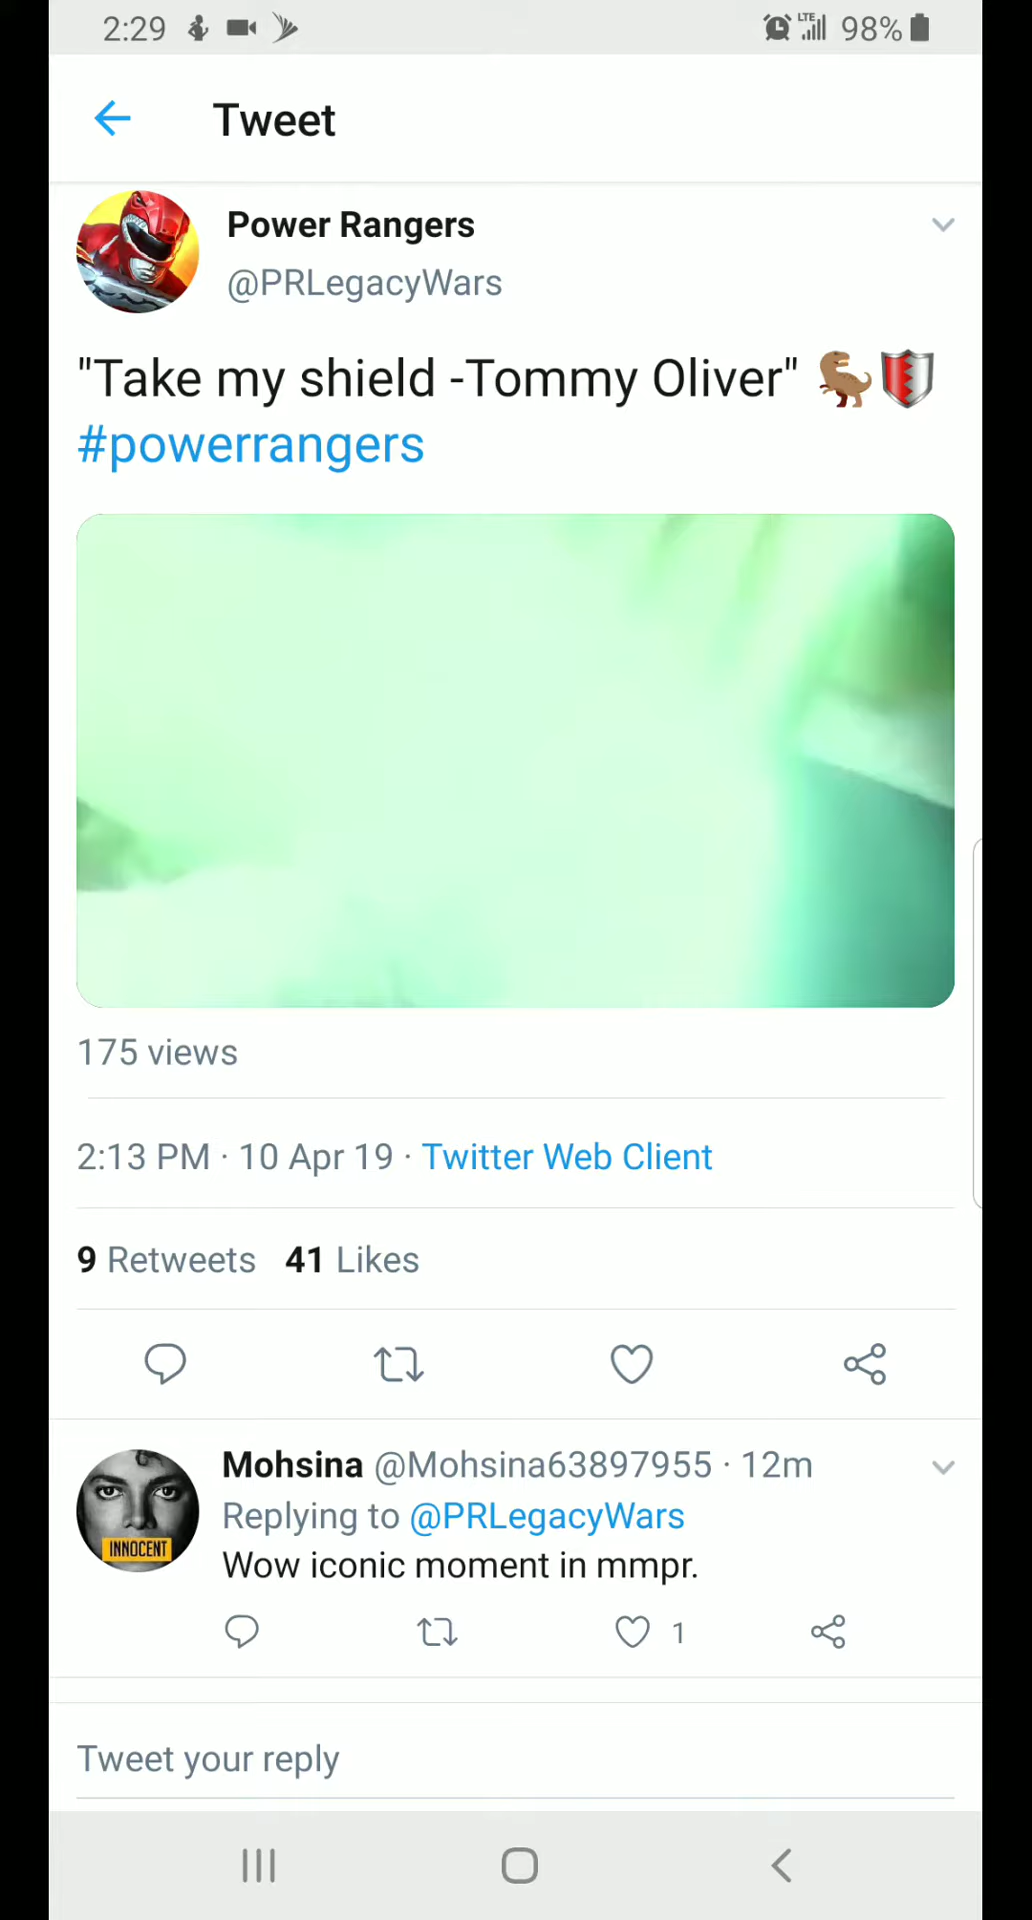 2:29 LTE 98%
Tweet
Power Rangers
@PRLegacyWars
"Take my shield -Tommy Oliver" 🦖🛡
#powerrangers
175 views
2:13 PM · 10 Apr 19 · Twitter Web Client
9 Retweets 41 Likes
Mohsina @Mohsina63897955 · 12m
Replying to @PRLegacyWars
INNOCENT
Wow iconic moment in mmpr.
1
Tweet your reply